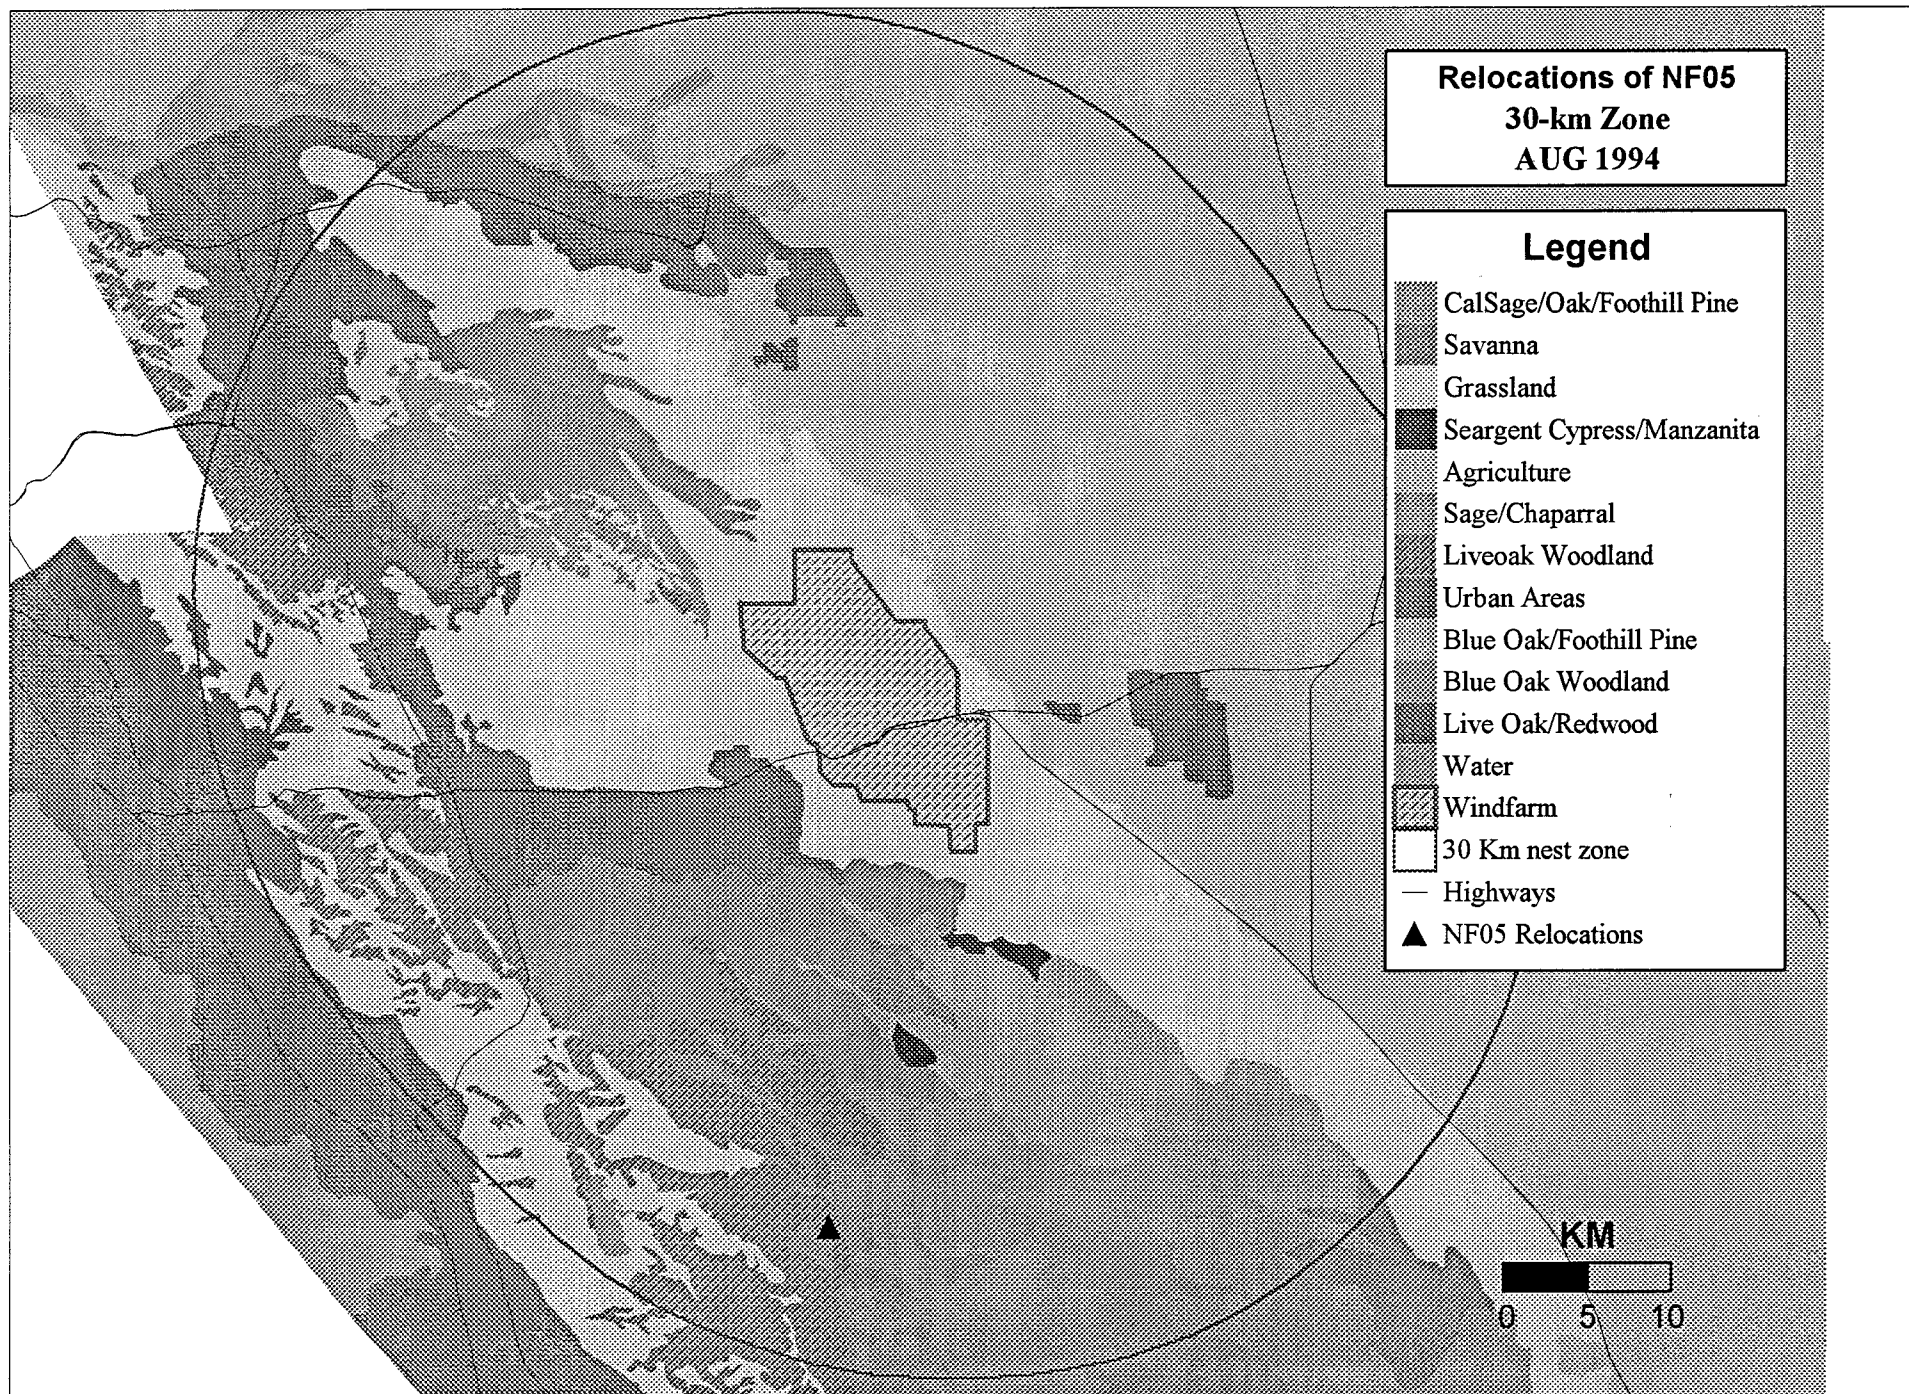 Relocations of NF05
30-km Zone
AUG 1994
Legend
CalSage/Oak/Foothill Pine
Savanna
Grassland
Seargent Cypress/Manzanita
Agriculture
Sage/Chaparral
Liveoak Woodland
Urban Areas
Blue Oak/Foothill Pine
Blue Oak Woodland
Live Oak/Redwood
Water
Windfarm
30 Km nest zone
Highways
NF05 Relocations
KM
0 5 10